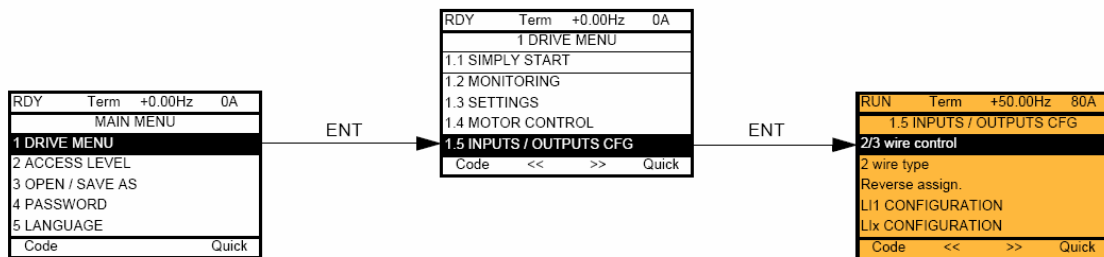 RDY Term +0.00Hz 0A
MAIN MENU
1 DRIVE MENU
2 ACCESS LEVEL
3 OPEN / SAVE AS
4 PASSWORD
5 LANGUAGE
Code Quick
ENT
RDY Term +0.00Hz 0A
1 DRIVE MENU
1.1 SIMPLY START
1.2 MONITORING
1.3 SETTINGS
1.4 MOTOR CONTROL
1.5 INPUTS / OUTPUTS CFG
Code << >> Quick
ENT
RUN Term +50.00Hz 80A
1.5 INPUTS / OUTPUTS CFG
2/3 wire control
2 wire type
Reverse assign.
LI1 CONFIGURATION
LIx CONFIGURATION
Code << >> Quick